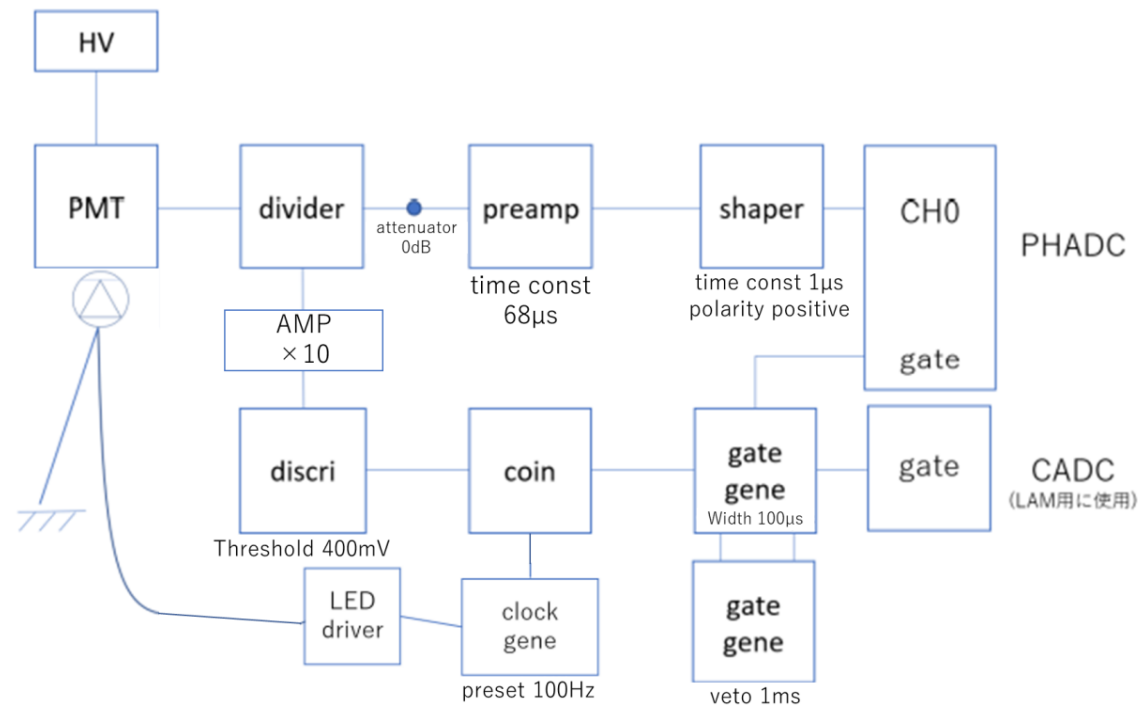 HV
PMT
divider
attenuator
0dB
preamp
time const
68μs
shaper
time const 1μs
polarity positive
CH0
PHADC
gate
AMP
×10
discri
Threshold 400mV
coin
gate
gene
Width 100μs
gate
CADC
(LAM用に使用)
LED
driver
clock
gene
preset 100Hz
gate
gene
veto 1ms